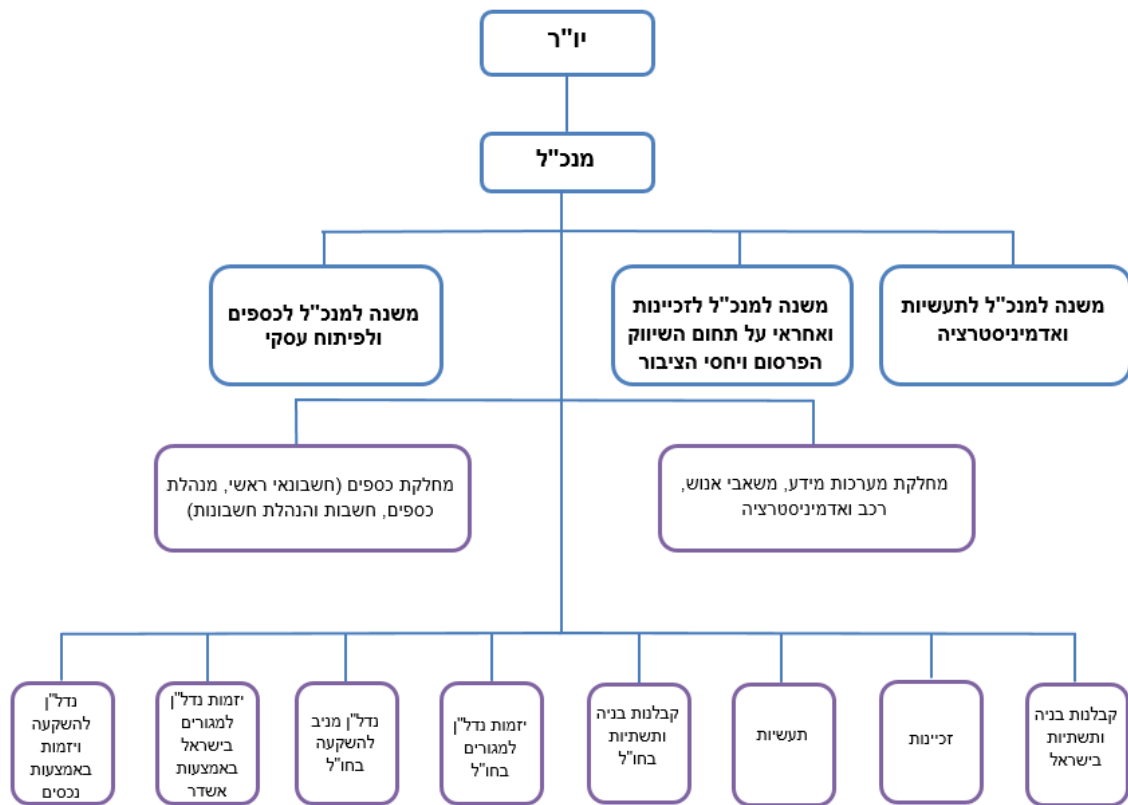 יו"ר
מנכ"ל
משנה למנכ"ל לתעשיות
ואדמיניסטרציה
משנה למנכ"ל לזכיינות
ואחראי על תחום השיווק
הפרסום ויחסי הציבור
משנה למנכ"ל לכספים
ולפיתוח עסקי
מחלקת מערכות מידע, משאבי אנוש,
רכב ואדמיניסטרציה
מחלקת כספים (חשבונאי ראשי, מנהלת
כספים, חשבות והנהלת חשבונות)
קבלנות בניה
ותשתיות
בישראל
זכיינות
תעשיות
קבלנות בניה
ותשתיות
בחו"ל
יזמות נדל"ן
למגורים
בחו"ל
נדל"ן מניב
להשקעה
בחו"ל
יזמות נדל"ן
למגורים
בישראל
באמצעות
אשדר
נדל"ן
להשקעה
ויזמות
באמצעות
נכסים